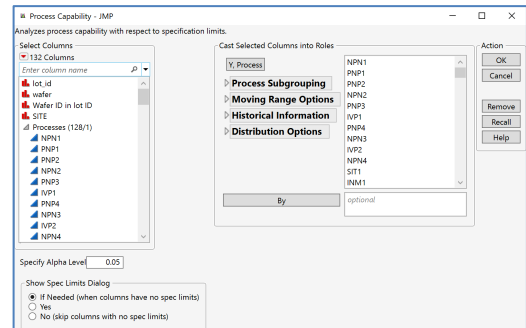 Process Capability - JMP
Analyzes process capability with respect to specification limits.
Select Columns
132 Columns
Enter column name
lot_id
wafer
Wafer ID in lot ID
SITE
Processes (128/1)
NPN1
PNP1
PNP2
NPN2
PNP3
IVP1
PNP4
NPN3
IVP2
NPN4
Specify Alpha Level 0.05
Show Spec Limits Dialog
If Needed (when columns have no spec limits)
Yes
No (skip columns with no spec limits)
Cast Selected Columns into Roles
Y, Process
Process Subgrouping
Moving Range Options
Historical Information
Distribution Options
NPN1
PNP1
PNP2
NPN2
PNP3
IVP1
PNP4
NPN3
IVP2
NPN4
SIT1
INM1
By
optional
Action
OK
Cancel
Remove
Recall
Help